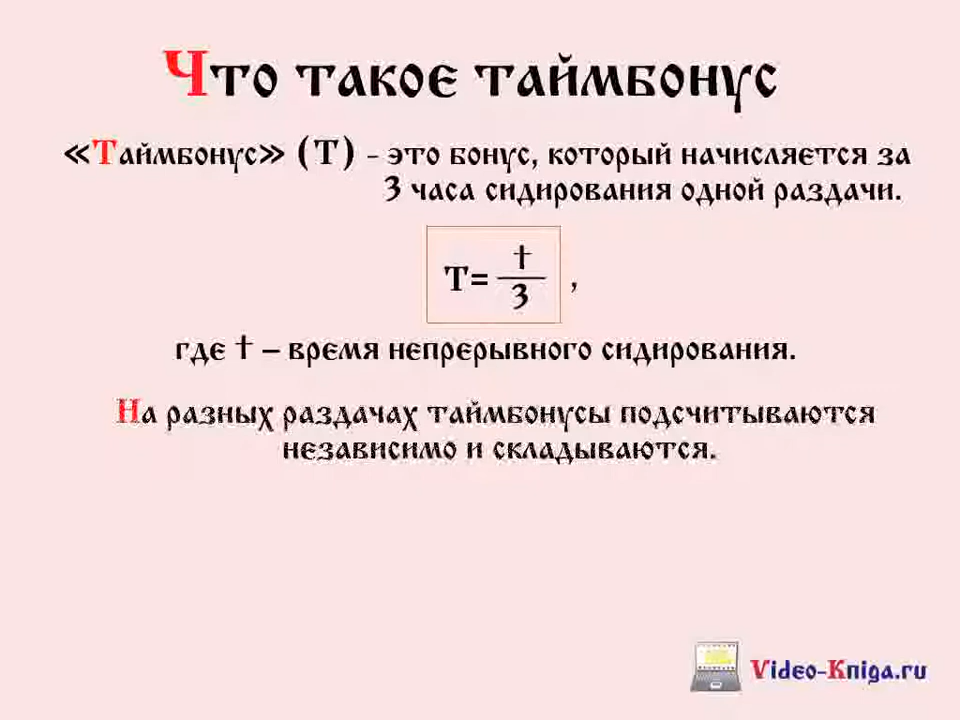 Что такое таймбонус
«Таймбонус» (Т) - это бонус, который начисляется за
3 часа сидирования одной раздачи.
Т= t/3 ,
где t – время непрерывного сидирования.
На разных раздачах таймбонусы подсчитываются
независимо и складываются.
Video-Kniga.ru